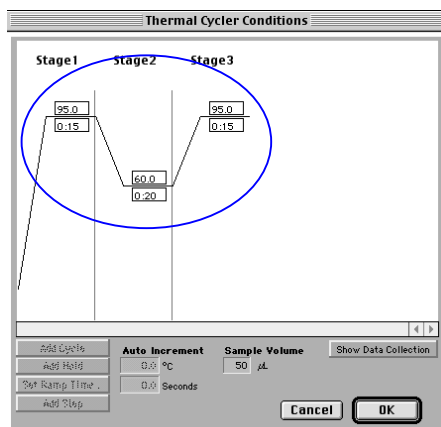 Thermal Cycler Conditions
Stage1 Stage2 Stage3
95.0 95.0
0:15 0:15
60.0
0:20
Add Cycle
Auto Increment Sample Volume Show Data Collection
Add Hold 0.0 °C 50 µL
Set Ramp Time... 0.0 Seconds
Add Step
Cancel OK